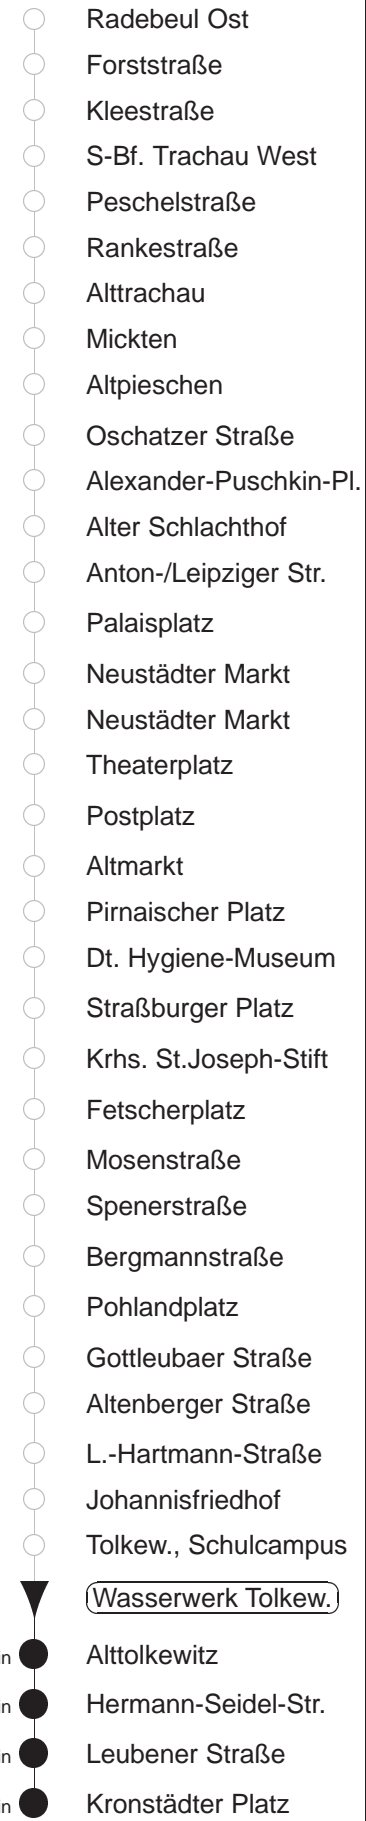 Radebeul Ost
Forststraße
Kleestraße
S-Bf. Trachau West
Peschelstraße
Rankestraße
Alttrachau
Mickten
Altpieschen
Oschatzer Straße
Alexander-Puschkin-Pl.
Alter Schlachthof
Anton-/Leipziger Str.
Palaisplatz
Neustädter Markt
Neustädter Markt
Theaterplatz
Postplatz
Altmarkt
Pirnaischer Platz
Dt. Hygiene-Museum
Straßburger Platz
Krhs. St.Joseph-Stift
Fetscherplatz
Mosenstraße
Spenerstraße
Bergmannstraße
Pohlandplatz
Gottleubaer Straße
Altenberger Straße
L.-Hartmann-Straße
Johannisfriedhof
Tolkew., Schulcampus
Wasserwerk Tolkew.
Alttolkewitz
Hermann-Seidel-Str.
Leubener Straße
Kronstädter Platz